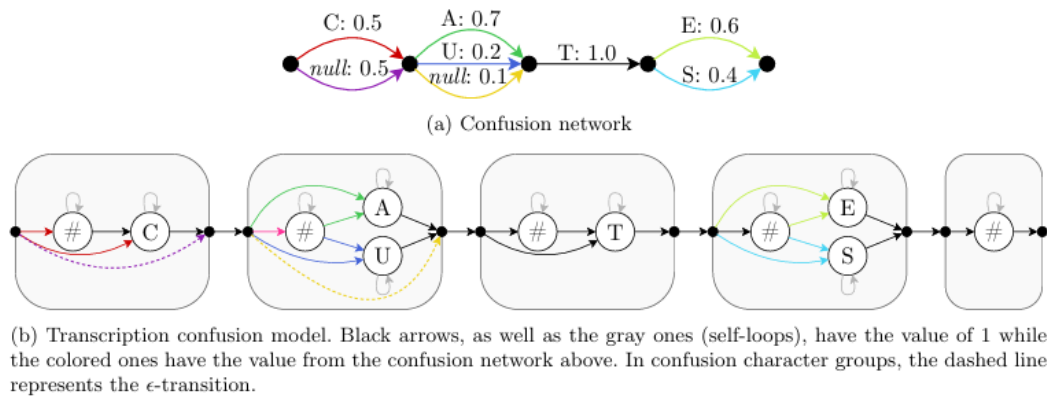 C: 0.5
A: 0.7
E: 0.6
U: 0.2
T: 1.0
null: 0.5
null: 0.1
S: 0.4
(a) Confusion network
# C
# A
U
# T
# E
S
#
(b) Transcription confusion model. Black arrows, as well as the gray ones (self-loops), have the value of 1 while
the colored ones have the value from the confusion network above. In confusion character groups, the dashed line
represents the ϵ-transition.